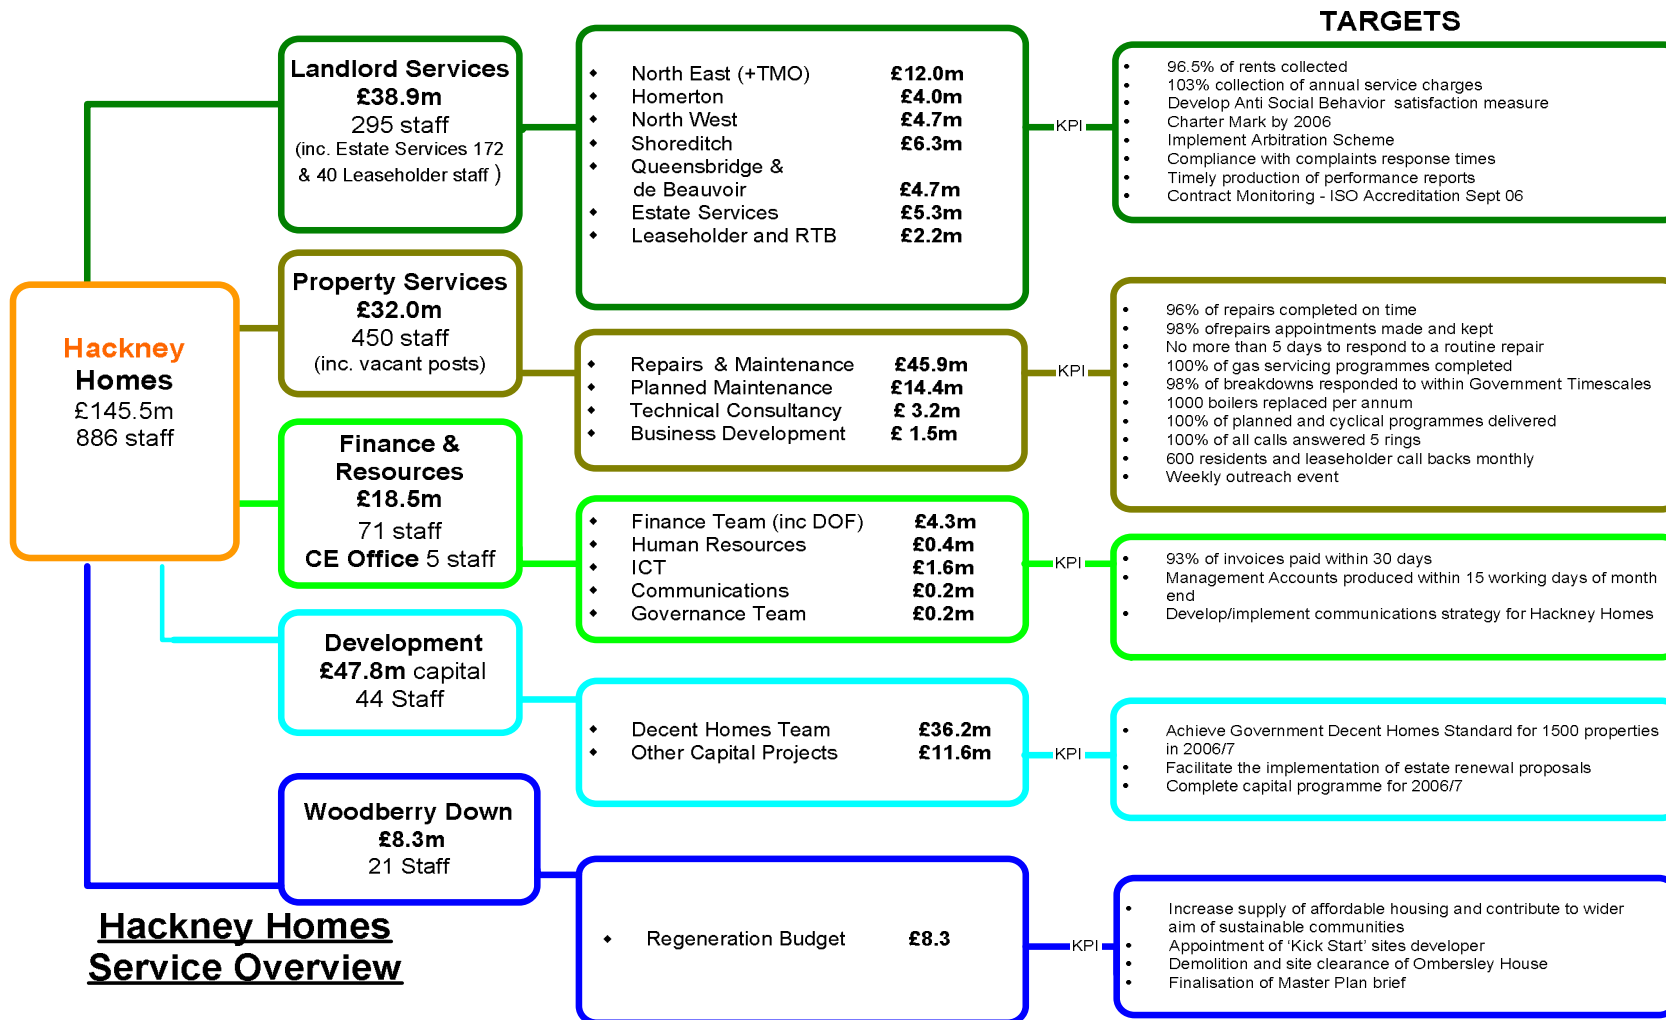 TARGETS
Landlord Services
£38.9m
295 staff
(inc. Estate Services 172
& 40 Leaseholder staff )
North East (+TMO) £12.0m
Homerton £4.0m
North West £4.7m
Shoreditch £6.3m
Queensbridge &
de Beauvoir £4.7m
Estate Services £5.3m
Leaseholder and RTB £2.2m
KPI
96.5% of rents collected
103% collection of annual service charges
Develop Anti Social Behavior satisfaction measure
Charter Mark by 2006
Implement Arbitration Scheme
Compliance with complaints response times
Timely production of performance reports
Contract Monitoring - ISO Accreditation Sept 06
Hackney
Homes
£145.5m
886 staff
Property Services
£32.0m
450 staff
(inc. vacant posts)
Repairs & Maintenance £45.9m
Planned Maintenance £14.4m
Technical Consultancy £ 3.2m
Business Development £ 1.5m
KPI
96% of repairs completed on time
98% ofrepairs appointments made and kept
No more than 5 days to respond to a routine repair
100% of gas servicing programmes completed
98% of breakdowns responded to within Government Timescales
1000 boilers replaced per annum
100% of planned and cyclical programmes delivered
100% of all calls answered 5 rings
600 residents and leaseholder call backs monthly
Weekly outreach event
Finance &
Resources
£18.5m
71 staff
CE Office 5 staff
Finance Team (inc DOF) £4.3m
Human Resources £0.4m
ICT £1.6m
Communications £0.2m
Governance Team £0.2m
KPI
93% of invoices paid within 30 days
Management Accounts produced within 15 working days of month
end
Develop/implement communications strategy for Hackney Homes
Development
£47.8m capital
44 Staff
Decent Homes Team £36.2m
Other Capital Projects £11.6m
KPI
Achieve Government Decent Homes Standard for 1500 properties
in 2006/7
Facilitate the implementation of estate renewal proposals
Complete capital programme for 2006/7
Woodberry Down
£8.3m
21 Staff
Regeneration Budget £8.3
KPI
Increase supply of affordable housing and contribute to wider
aim of sustainable communities
Appointment of ‘Kick Start’ sites developer
Demolition and site clearance of Ombersley House
Finalisation of Master Plan brief
Hackney Homes
Service Overview